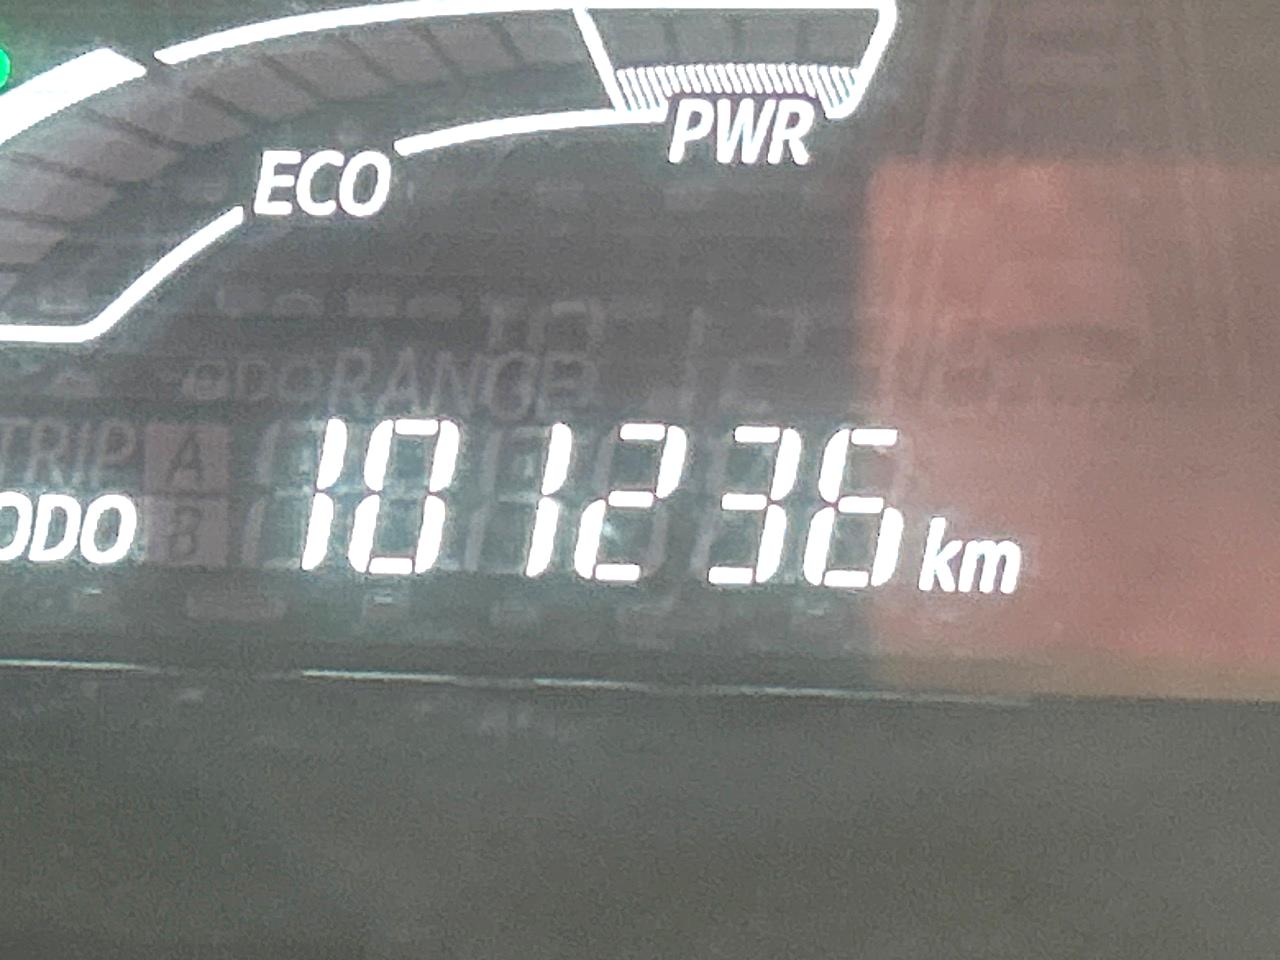 PWR
ECO
ODO RANGE
TRIP A
B
ODO 101236 km